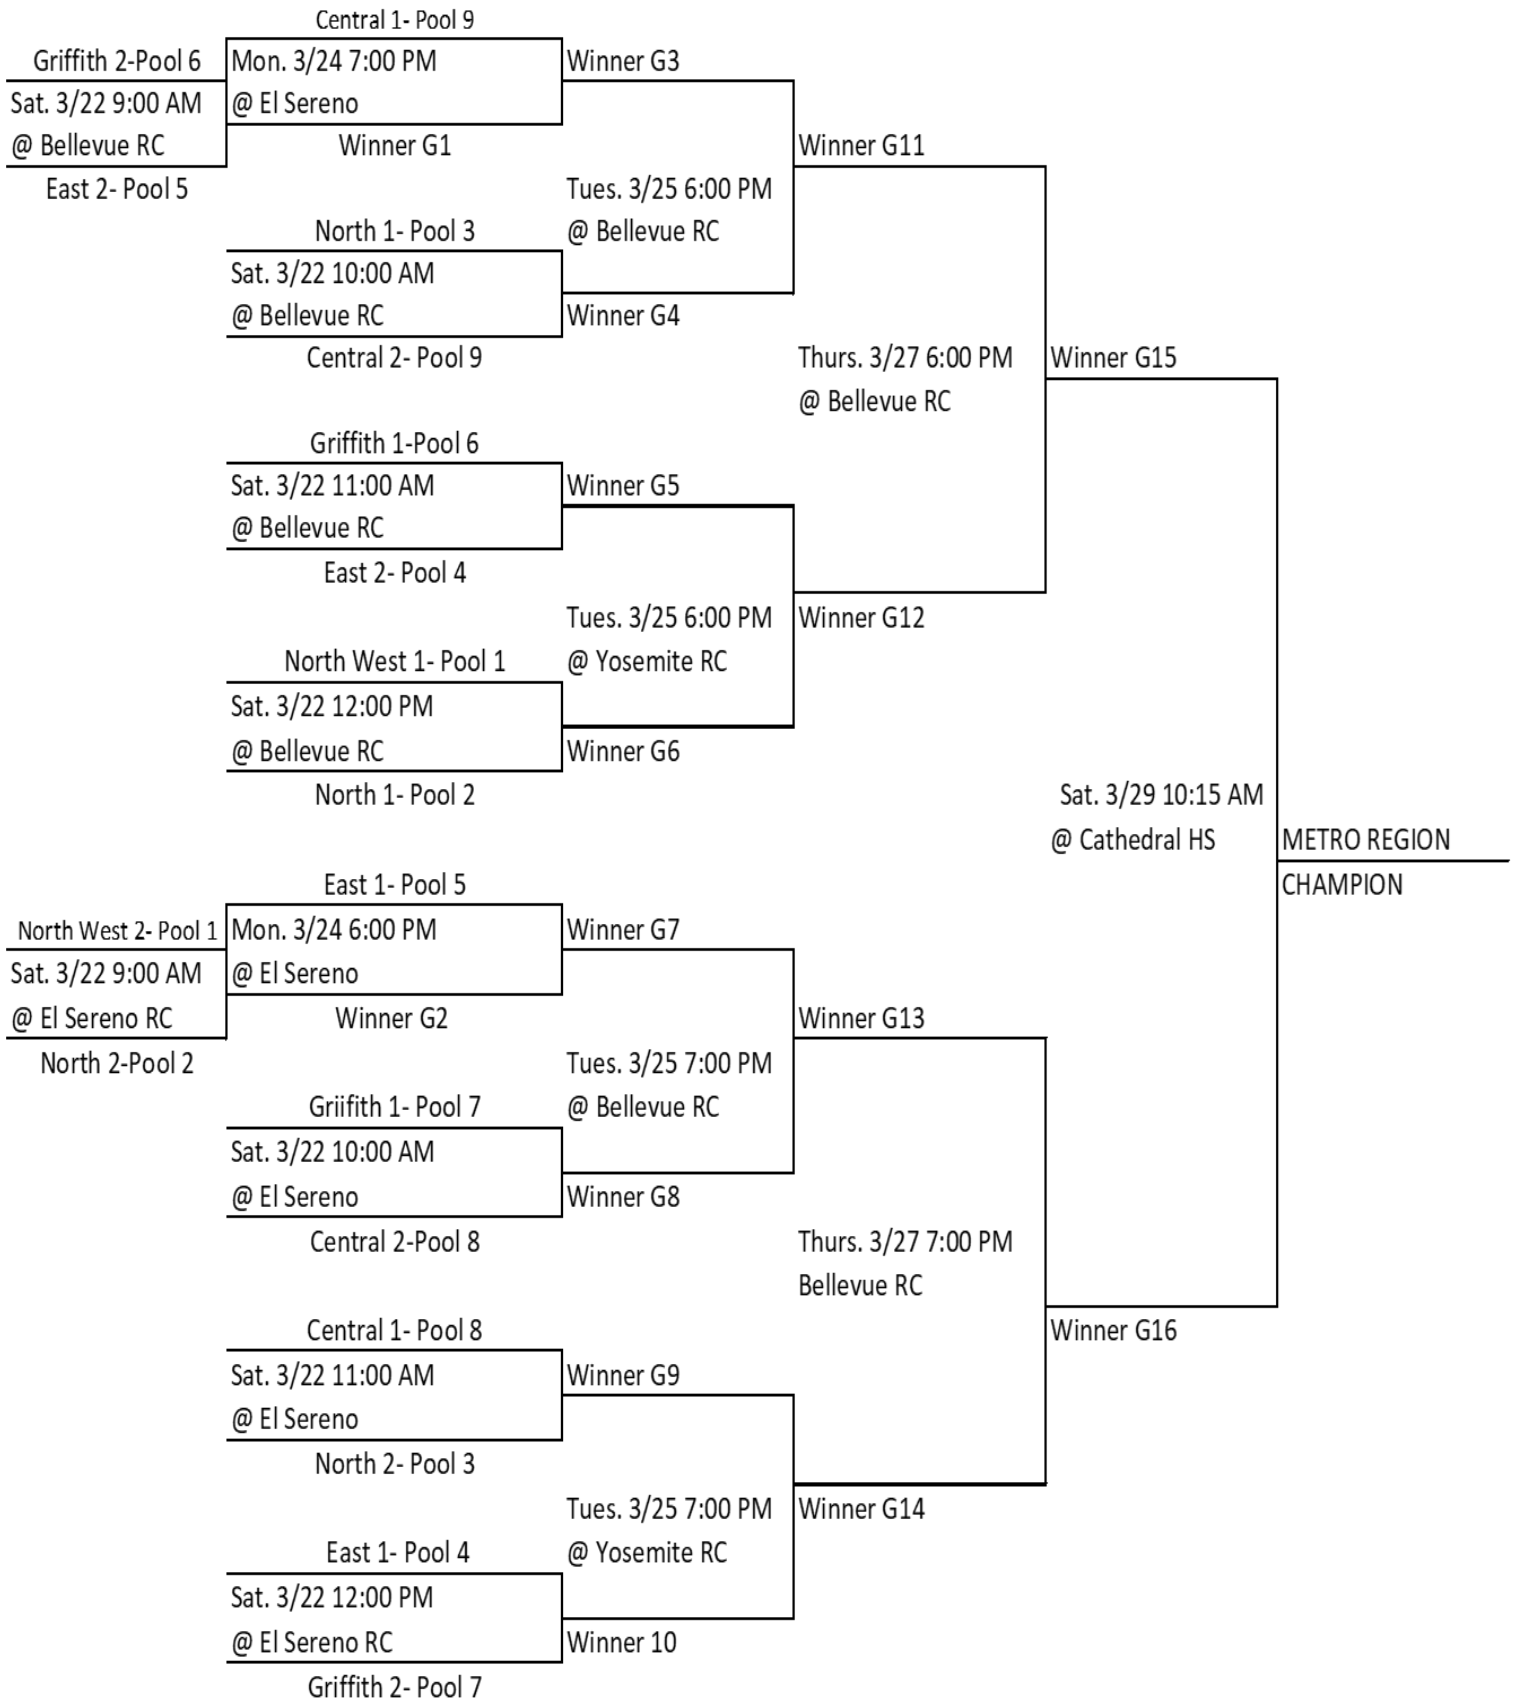 Central 1- Pool 9
Griffith 2-Pool 6
Mon. 3/24 7:00 PM
Winner G3
Sat. 3/22 9:00 AM
@ El Sereno
@ Bellevue RC
Winner G1
Winner G11
East 2- Pool 5
Tues. 3/25 6:00 PM
North 1- Pool 3
@ Bellevue RC
Sat. 3/22 10:00 AM
@ Bellevue RC
Winner G4
Central 2- Pool 9
Thurs. 3/27 6:00 PM
Winner G15
@ Bellevue RC
Griffith 1-Pool 6
Sat. 3/22 11:00 AM
Winner G5
@ Bellevue RC
East 2- Pool 4
Tues. 3/25 6:00 PM
Winner G12
North West 1- Pool 1
@ Yosemite RC
Sat. 3/22 12:00 PM
@ Bellevue RC
Winner G6
North 1- Pool 2
Sat. 3/29 10:15 AM
@ Cathedral HS
METRO REGION
East 1- Pool 5
CHAMPION
North West 2- Pool 1
Mon. 3/24 6:00 PM
Winner G7
Sat. 3/22 9:00 AM
@ El Sereno
@ El Sereno RC
Winner G2
Winner G13
North 2-Pool 2
Tues. 3/25 7:00 PM
Griifith 1- Pool 7
@ Bellevue RC
Sat. 3/22 10:00 AM
@ El Sereno
Winner G8
Central 2-Pool 8
Thurs. 3/27 7:00 PM
Bellevue RC
Central 1- Pool 8
Winner G16
Sat. 3/22 11:00 AM
Winner G9
@ El Sereno
North 2- Pool 3
Tues. 3/25 7:00 PM
Winner G14
East 1- Pool 4
@ Yosemite RC
Sat. 3/22 12:00 PM
@ El Sereno RC
Winner 10
Griffith 2- Pool 7